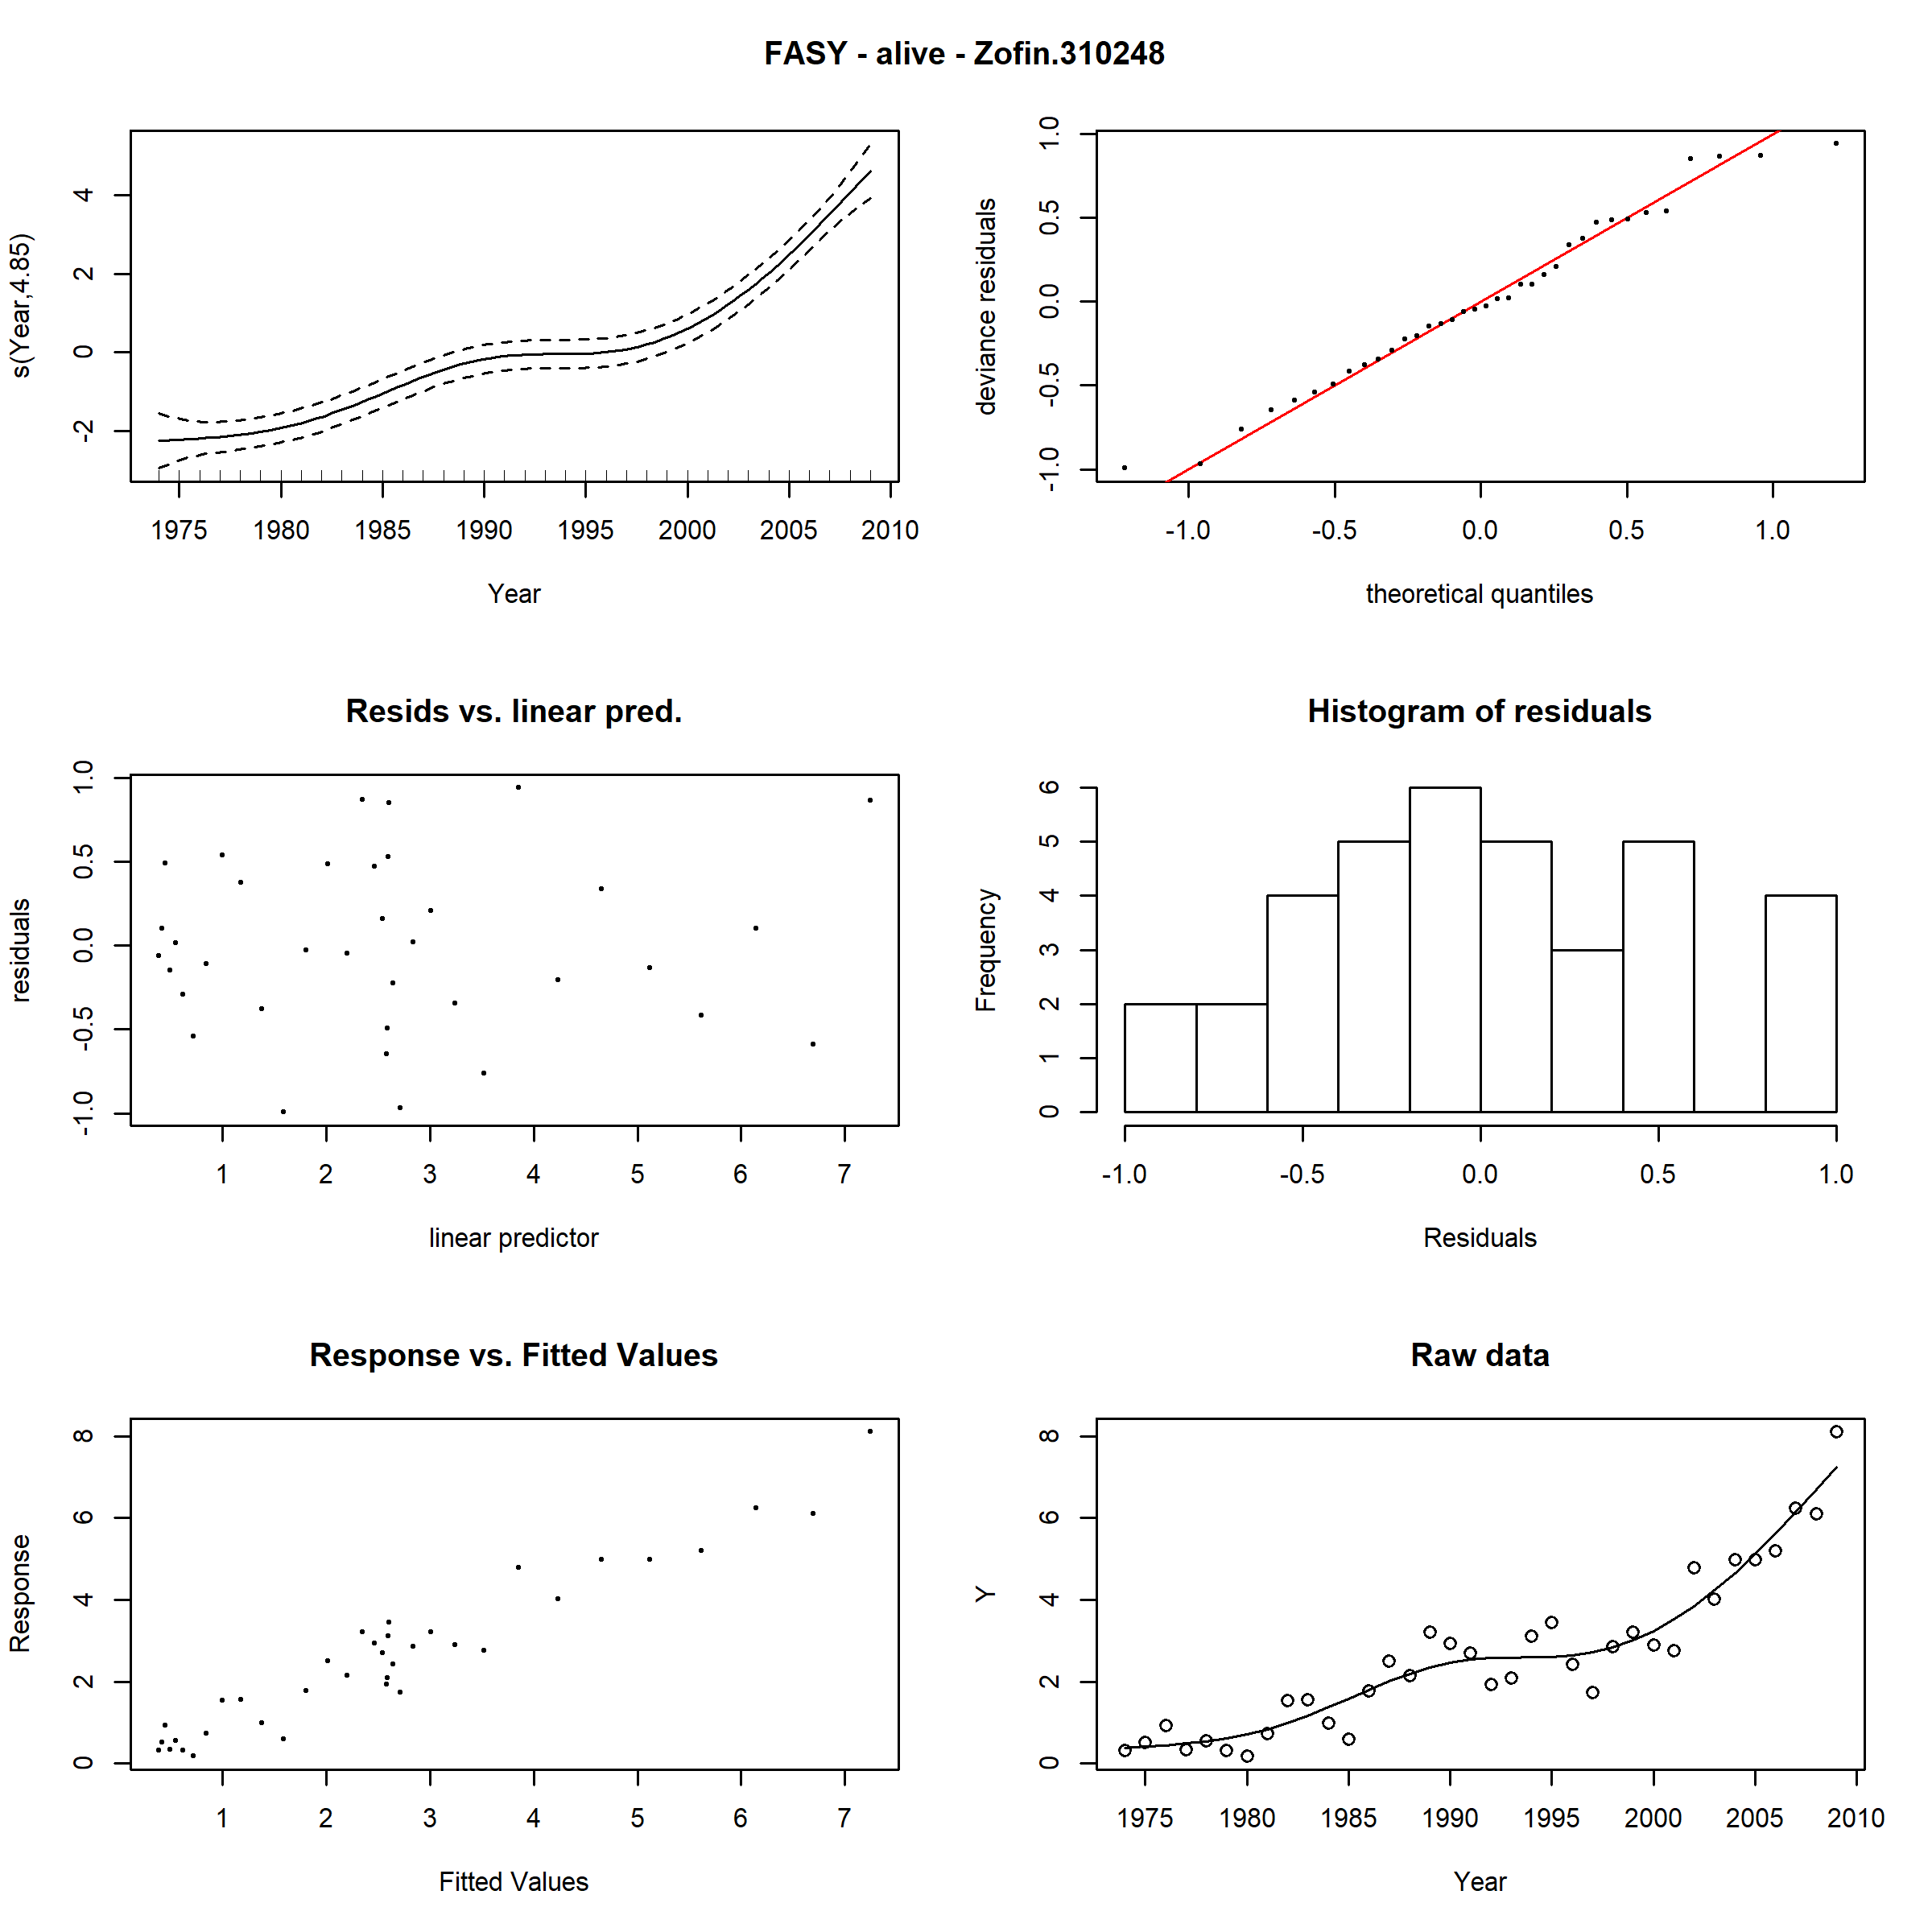 FASY - alive - Zofin.310248
s(Year,4.85)
-2 0 2 4
1975 1980 1985 1990 1995 2000 2005 2010
Year
deviance residuals
-1.0 -0.5 0.0 0.5 1.0
-1.0 -0.5 0.0 0.5 1.0
theoretical quantiles
Resids vs. linear pred.
residuals
-1.0 -0.5 0.0 0.5 1.0
1 2 3 4 5 6 7
linear predictor
Histogram of residuals
Frequency
0 1 2 3 4 5 6
-1.0 -0.5 0.0 0.5 1.0
Residuals
Response vs. Fitted Values
Response
0 2 4 6 8
1 2 3 4 5 6 7
Fitted Values
Raw data
Y
0 2 4 6 8
1975 1980 1985 1990 1995 2000 2005 2010
Year